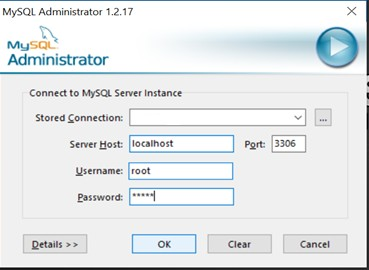 MySQL Administrator 1.2.17
MySQL
Administrator
Connect to MySQL Server Instance
Stored Connection:
...
Server Host: localhost Port: 3306
Username: root
Password: *****
Details >> OK Clear Cancel